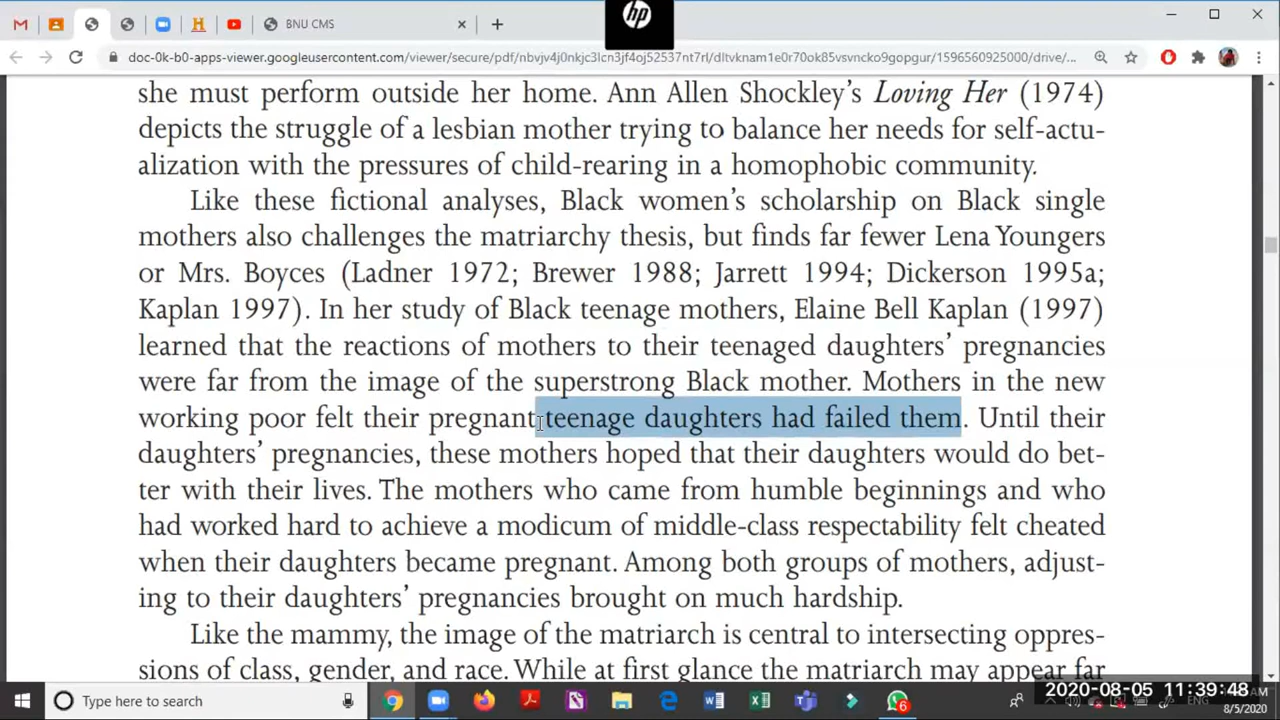 BNU CMS
hp
doc-0k-b0-apps-viewer.googleusercontent.com/viewer/secure/pdf/nbvjv4j0nkjc3lcn3jf4oj52537nt7rl/dltvknam1e0r70ok85vsvncko9gopgur/1596560925000/drive/...
she must perform outside her home. Ann Allen Shockley's Loving Her (1974)
depicts the struggle of a lesbian mother trying to balance her needs for self-actu-
alization with the pressures of child-rearing in a homophobic community.
Like these fictional analyses, Black women's scholarship on Black single
mothers also challenges the matriarchy thesis, but finds far fewer Lena Youngers
or Mrs. Boyces (Ladner 1972; Brewer 1988; Jarrett 1994; Dickerson 1995a;
Kaplan 1997). In her study of Black teenage mothers, Elaine Bell Kaplan (1997)
learned that the reactions of mothers to their teenaged daughters' pregnancies
were far from the image of the superstrong Black mother. Mothers in the new
working poor felt their pregnant teenage daughters had failed them. Until their
daughters' pregnancies, these mothers hoped that their daughters would do bet-
ter with their lives. The mothers who came from humble beginnings and who
had worked hard to achieve a modicum of middle-class respectability felt cheated
when their daughters became pregnant. Among both groups of mothers, adjust-
ing to their daughters' pregnancies brought on much hardship.
Like the mammy, the image of the matriarch is central to intersecting oppres-
sions of class, gender, and race. While at first glance the matriarch may appear far
Type here to search
6
2020-08-05 11:39:48 AM
8/5/2020